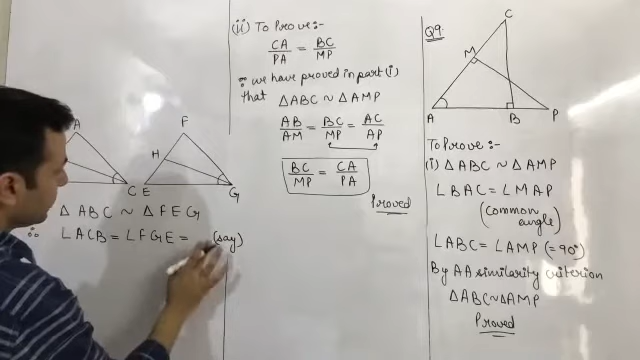 A
F
H
C E
G
Δ ABC ~ Δ FEG
∴ ∠ACB = ∠FGE = (say)
(ii) To Prove:-
CA/PA = BC/MP
∵ we have proved in part (i)
that ΔABC ~ ΔAMP
AB/AM = BC/MP = AC/AP
BC/MP = CA/PA
Proved
Q9.
C
M
A
B
P
To Prove:-
(i) ΔABC ~ ΔAMP
∠BAC = ∠MAP
(common angle)
∠ABC = ∠AMP (= 90°)
By AA similarity criterion
ΔABC ~ ΔAMP
Proved